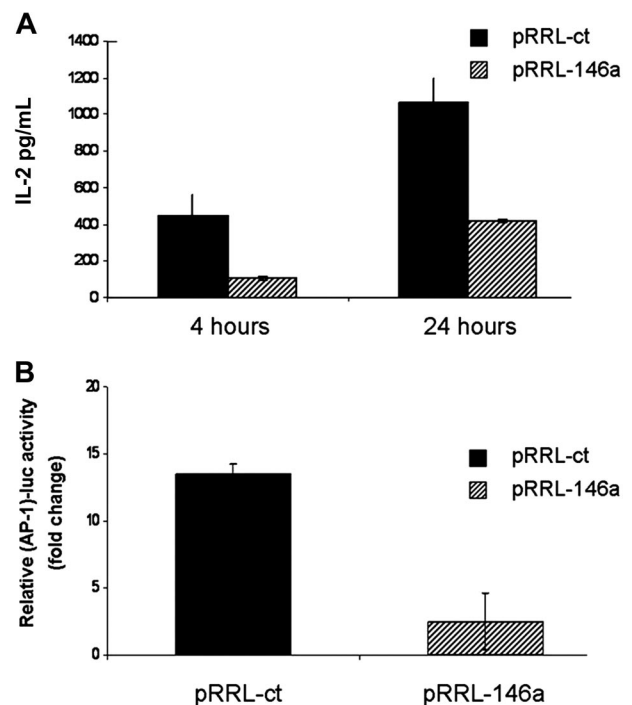 A
pRRL-ct
pRRL-146a
IL-2 pg/mL
1400
1200
1000
800
600
400
200
0
4 hours
24 hours
B
Relative (AP-1)-luc activity
(fold change)
20
15
10
5
0
pRRL-ct
pRRL-146a
pRRL-ct
pRRL-146a